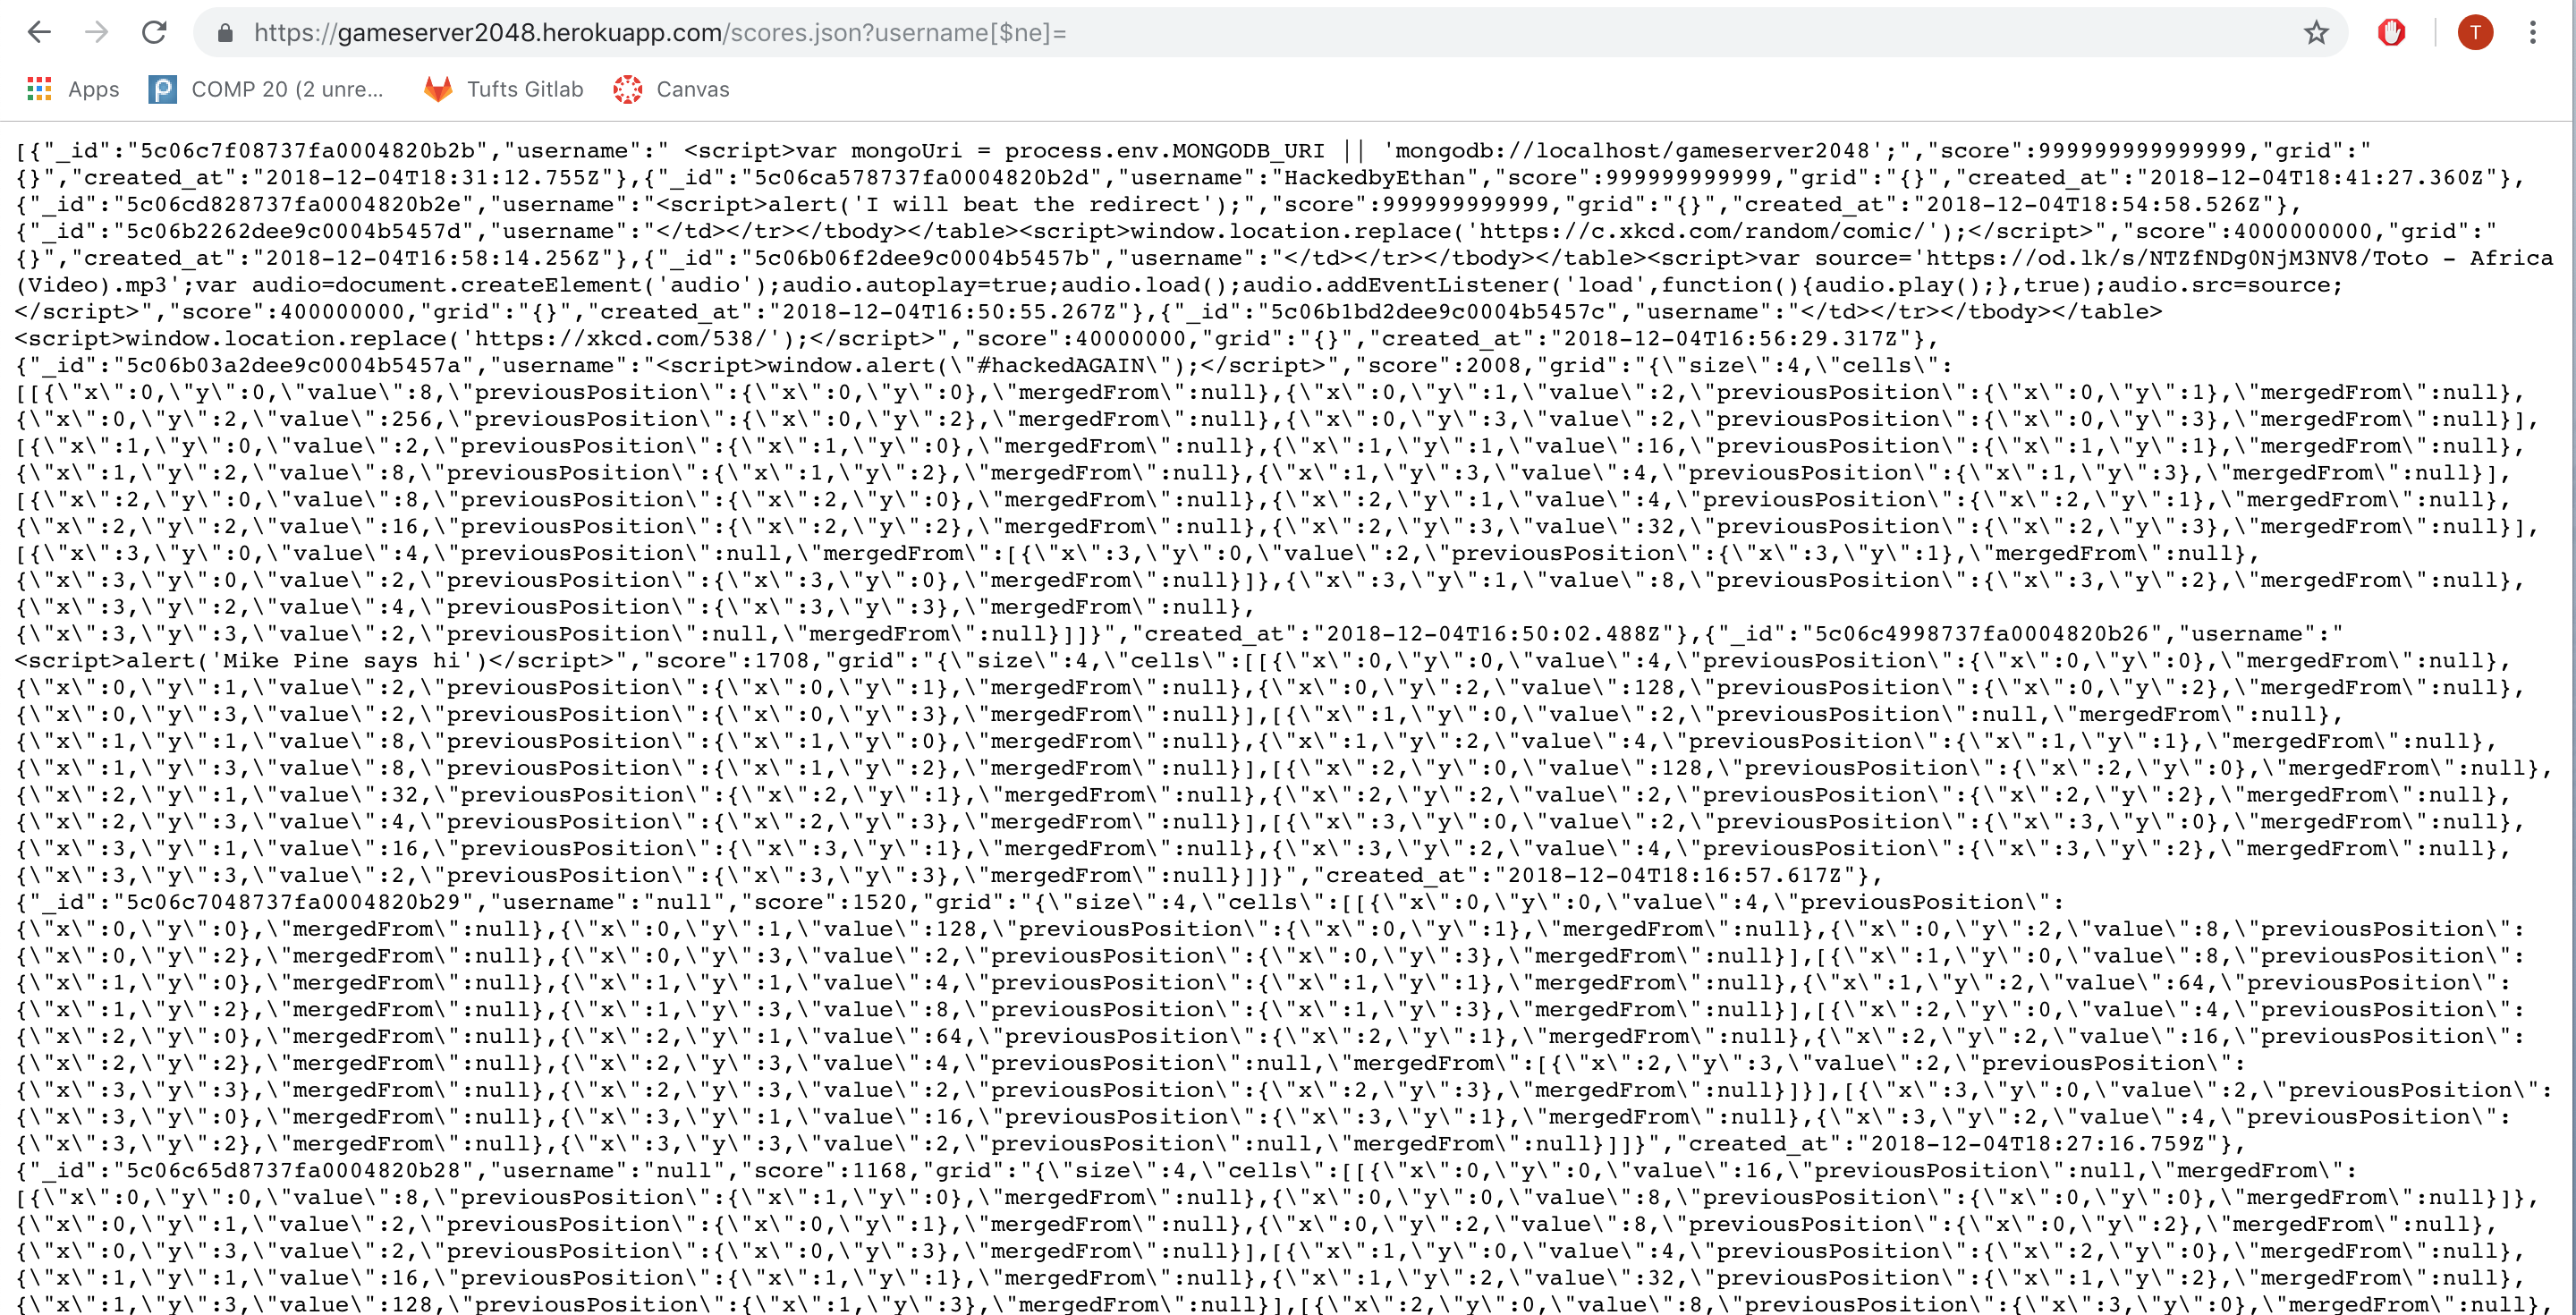 https://gameserver2048.herokuapp.com/scores.json?username[$ne]=
T
Apps
COMP 20 (2 unre...
Tufts Gitlab
Canvas
[{"_id":"5c06c7f08737fa0004820b2b","username":" <script>var mongoUri = process.env.MONGODB_URI || 'mongodb://localhost/gameserver2048';","score":999999999999999,"grid":"
{}","created_at":"2018-12-04T18:31:12.755Z"},{"_id":"5c06ca578737fa0004820b2d","username":"HackedbyEthan","score":999999999999,"grid":"{}","created_at":"2018-12-04T18:41:27.360Z"},
{"_id":"5c06cd828737fa0004820b2e","username":"<script>alert('I will beat the redirect');","score":999999999999,"grid":"{}","created_at":"2018-12-04T18:54:58.526Z"},
{"_id":"5c06b2262dee9c0004b5457d","username":"</td></tr></tbody></table><script>window.location.replace('https://c.xkcd.com/random/comic/');</script>","score":4000000000,"grid":"
{}","created_at":"2018-12-04T16:58:14.256Z"},{"_id":"5c06b06f2dee9c0004b5457b","username":"</td></tr></tbody></table><script>var source='https://od.lk/s/NTZfNDg0NjM3NV8/Toto - Africa
(Video).mp3';var audio=document.createElement('audio');audio.autoplay=true;audio.load();audio.addEventListener('load',function(){audio.play();},true);audio.src=source;
</script>","score":400000000,"grid":"{}","created_at":"2018-12-04T16:50:55.267Z"},{"_id":"5c06b1bd2dee9c0004b5457c","username":"</td></tr></tbody></table>
<script>window.location.replace('https://xkcd.com/538/');</script>","score":40000000,"grid":"{}","created_at":"2018-12-04T16:56:29.317Z"},
{"_id":"5c06b03a2dee9c0004b5457a","username":"<script>window.alert(\"#hackedAGAIN\");</script>","score":2008,"grid":"{\"size\":4,\"cells\":
[[{\"x\":0,\"y\":0,\"value\":8,\"previousPosition\":{\"x\":0,\"y\":0},\"mergedFrom\":null},{\"x\":0,\"y\":1,\"value\":2,\"previousPosition\":{\"x\":0,\"y\":1},\"mergedFrom\":null},
{\"x\":0,\"y\":2,\"value\":256,\"previousPosition\":{\"x\":0,\"y\":2},\"mergedFrom\":null},{\"x\":0,\"y\":3,\"value\":2,\"previousPosition\":{\"x\":0,\"y\":3},\"mergedFrom\":null}],
[{\"x\":1,\"y\":0,\"value\":2,\"previousPosition\":{\"x\":1,\"y\":0},\"mergedFrom\":null},{\"x\":1,\"y\":1,\"value\":16,\"previousPosition\":{\"x\":1,\"y\":1},\"mergedFrom\":null},
{\"x\":1,\"y\":2,\"value\":8,\"previousPosition\":{\"x\":1,\"y\":2},\"mergedFrom\":null},{\"x\":1,\"y\":3,\"value\":4,\"previousPosition\":{\"x\":1,\"y\":3},\"mergedFrom\":null}],
[{\"x\":2,\"y\":0,\"value\":8,\"previousPosition\":{\"x\":2,\"y\":0},\"mergedFrom\":null},{\"x\":2,\"y\":1,\"value\":4,\"previousPosition\":{\"x\":2,\"y\":1},\"mergedFrom\":null},
{\"x\":2,\"y\":2,\"value\":16,\"previousPosition\":{\"x\":2,\"y\":2},\"mergedFrom\":null},{\"x\":2,\"y\":3,\"value\":32,\"previousPosition\":{\"x\":2,\"y\":3},\"mergedFrom\":null}],
[{\"x\":3,\"y\":0,\"value\":4,\"previousPosition\":null,\"mergedFrom\":[{\"x\":3,\"y\":0,\"value\":2,\"previousPosition\":{\"x\":3,\"y\":1},\"mergedFrom\":null},
{\"x\":3,\"y\":0,\"value\":2,\"previousPosition\":{\"x\":3,\"y\":0},\"mergedFrom\":null}]},{\"x\":3,\"y\":1,\"value\":8,\"previousPosition\":{\"x\":3,\"y\":2},\"mergedFrom\":null},
{\"x\":3,\"y\":2,\"value\":4,\"previousPosition\":{\"x\":3,\"y\":3},\"mergedFrom\":null},
{\"x\":3,\"y\":3,\"value\":2,\"previousPosition\":null,\"mergedFrom\":null}]]}","created_at":"2018-12-04T16:50:02.488Z"},{"_id":"5c06c4998737fa0004820b26","username":"
<script>alert('Mike Pine says hi')</script>","score":1708,"grid":"{\"size\":4,\"cells\":[[{\"x\":0,\"y\":0,\"value\":4,\"previousPosition\":{\"x\":0,\"y\":0},\"mergedFrom\":null},
{\"x\":0,\"y\":1,\"value\":2,\"previousPosition\":{\"x\":0,\"y\":1},\"mergedFrom\":null},{\"x\":0,\"y\":2,\"value\":128,\"previousPosition\":{\"x\":0,\"y\":2},\"mergedFrom\":null},
{\"x\":0,\"y\":3,\"value\":2,\"previousPosition\":{\"x\":0,\"y\":3},\"mergedFrom\":null}],[{\"x\":1,\"y\":0,\"value\":2,\"previousPosition\":null,\"mergedFrom\":null},
{\"x\":1,\"y\":1,\"value\":8,\"previousPosition\":{\"x\":1,\"y\":0},\"mergedFrom\":null},{\"x\":1,\"y\":2,\"value\":4,\"previousPosition\":{\"x\":1,\"y\":1},\"mergedFrom\":null},
{\"x\":1,\"y\":3,\"value\":8,\"previousPosition\":{\"x\":1,\"y\":2},\"mergedFrom\":null}],[{\"x\":2,\"y\":0,\"value\":128,\"previousPosition\":{\"x\":2,\"y\":0},\"mergedFrom\":null},
{\"x\":2,\"y\":1,\"value\":32,\"previousPosition\":{\"x\":2,\"y\":1},\"mergedFrom\":null},{\"x\":2,\"y\":2,\"value\":2,\"previousPosition\":{\"x\":2,\"y\":2},\"mergedFrom\":null},
{\"x\":2,\"y\":3,\"value\":4,\"previousPosition\":{\"x\":2,\"y\":3},\"mergedFrom\":null}],[{\"x\":3,\"y\":0,\"value\":2,\"previousPosition\":{\"x\":3,\"y\":0},\"mergedFrom\":null},
{\"x\":3,\"y\":1,\"value\":16,\"previousPosition\":{\"x\":3,\"y\":1},\"mergedFrom\":null},{\"x\":3,\"y\":2,\"value\":4,\"previousPosition\":{\"x\":3,\"y\":2},\"mergedFrom\":null},
{\"x\":3,\"y\":3,\"value\":2,\"previousPosition\":{\"x\":3,\"y\":3},\"mergedFrom\":null}]]}","created_at":"2018-12-04T18:16:57.617Z"},
{"_id":"5c06c7048737fa0004820b29","username":"null","score":1520,"grid":"{\"size\":4,\"cells\":[[{\"x\":0,\"y\":0,\"value\":4,\"previousPosition\":
{\"x\":0,\"y\":0},\"mergedFrom\":null},{\"x\":0,\"y\":1,\"value\":128,\"previousPosition\":{\"x\":0,\"y\":1},\"mergedFrom\":null},{\"x\":0,\"y\":2,\"value\":8,\"previousPosition\":
{\"x\":0,\"y\":2},\"mergedFrom\":null},{\"x\":0,\"y\":3,\"value\":2,\"previousPosition\":{\"x\":0,\"y\":3},\"mergedFrom\":null}],[{\"x\":1,\"y\":0,\"value\":8,\"previousPosition\":
{\"x\":1,\"y\":0},\"mergedFrom\":null},{\"x\":1,\"y\":1,\"value\":4,\"previousPosition\":{\"x\":1,\"y\":1},\"mergedFrom\":null},{\"x\":1,\"y\":2,\"value\":64,\"previousPosition\":
{\"x\":1,\"y\":2},\"mergedFrom\":null},{\"x\":1,\"y\":3,\"value\":8,\"previousPosition\":{\"x\":1,\"y\":3},\"mergedFrom\":null}],[{\"x\":2,\"y\":0,\"value\":4,\"previousPosition\":
{\"x\":2,\"y\":0},\"mergedFrom\":null},{\"x\":2,\"y\":1,\"value\":64,\"previousPosition\":{\"x\":2,\"y\":1},\"mergedFrom\":null},{\"x\":2,\"y\":2,\"value\":16,\"previousPosition\":
{\"x\":2,\"y\":2},\"mergedFrom\":null},{\"x\":2,\"y\":3,\"value\":4,\"previousPosition\":null,\"mergedFrom\":[{\"x\":2,\"y\":3,\"value\":2,\"previousPosition\":
{\"x\":3,\"y\":3},\"mergedFrom\":null},{\"x\":2,\"y\":3,\"value\":2,\"previousPosition\":{\"x\":2,\"y\":3},\"mergedFrom\":null}]}],[{\"x\":3,\"y\":0,\"value\":2,\"previousPosition\":
{\"x\":3,\"y\":0},\"mergedFrom\":null},{\"x\":3,\"y\":1,\"value\":16,\"previousPosition\":{\"x\":3,\"y\":1},\"mergedFrom\":null},{\"x\":3,\"y\":2,\"value\":4,\"previousPosition\":
{\"x\":3,\"y\":2},\"mergedFrom\":null},{\"x\":3,\"y\":3,\"value\":2,\"previousPosition\":null,\"mergedFrom\":null}]]}","created_at":"2018-12-04T18:27:16.759Z"},
{"_id":"5c06c65d8737fa0004820b28","username":"null","score":1168,"grid":"{\"size\":4,\"cells\":[[{\"x\":0,\"y\":0,\"value\":16,\"previousPosition\":null,\"mergedFrom\":
[{\"x\":0,\"y\":0,\"value\":8,\"previousPosition\":{\"x\":1,\"y\":0},\"mergedFrom\":null},{\"x\":0,\"y\":0,\"value\":8,\"previousPosition\":{\"x\":0,\"y\":0},\"mergedFrom\":null}]},
{\"x\":0,\"y\":1,\"value\":2,\"previousPosition\":{\"x\":0,\"y\":1},\"mergedFrom\":null},{\"x\":0,\"y\":2,\"value\":8,\"previousPosition\":{\"x\":0,\"y\":2},\"mergedFrom\":null},
{\"x\":0,\"y\":3,\"value\":2,\"previousPosition\":{\"x\":0,\"y\":3},\"mergedFrom\":null}],[{\"x\":1,\"y\":0,\"value\":4,\"previousPosition\":{\"x\":2,\"y\":0},\"mergedFrom\":null},
{\"x\":1,\"y\":1,\"value\":16,\"previousPosition\":{\"x\":1,\"y\":1},\"mergedFrom\":null},{\"x\":1,\"y\":2,\"value\":32,\"previousPosition\":{\"x\":1,\"y\":2},\"mergedFrom\":null},
{\"x\":1,\"y\":3,\"value\":128,\"previousPosition\":{\"x\":1,\"y\":3},\"mergedFrom\":null}],[{\"x\":2,\"y\":0,\"value\":8,\"previousPosition\":{\"x\":3,\"y\":0},\"mergedFrom\":null},